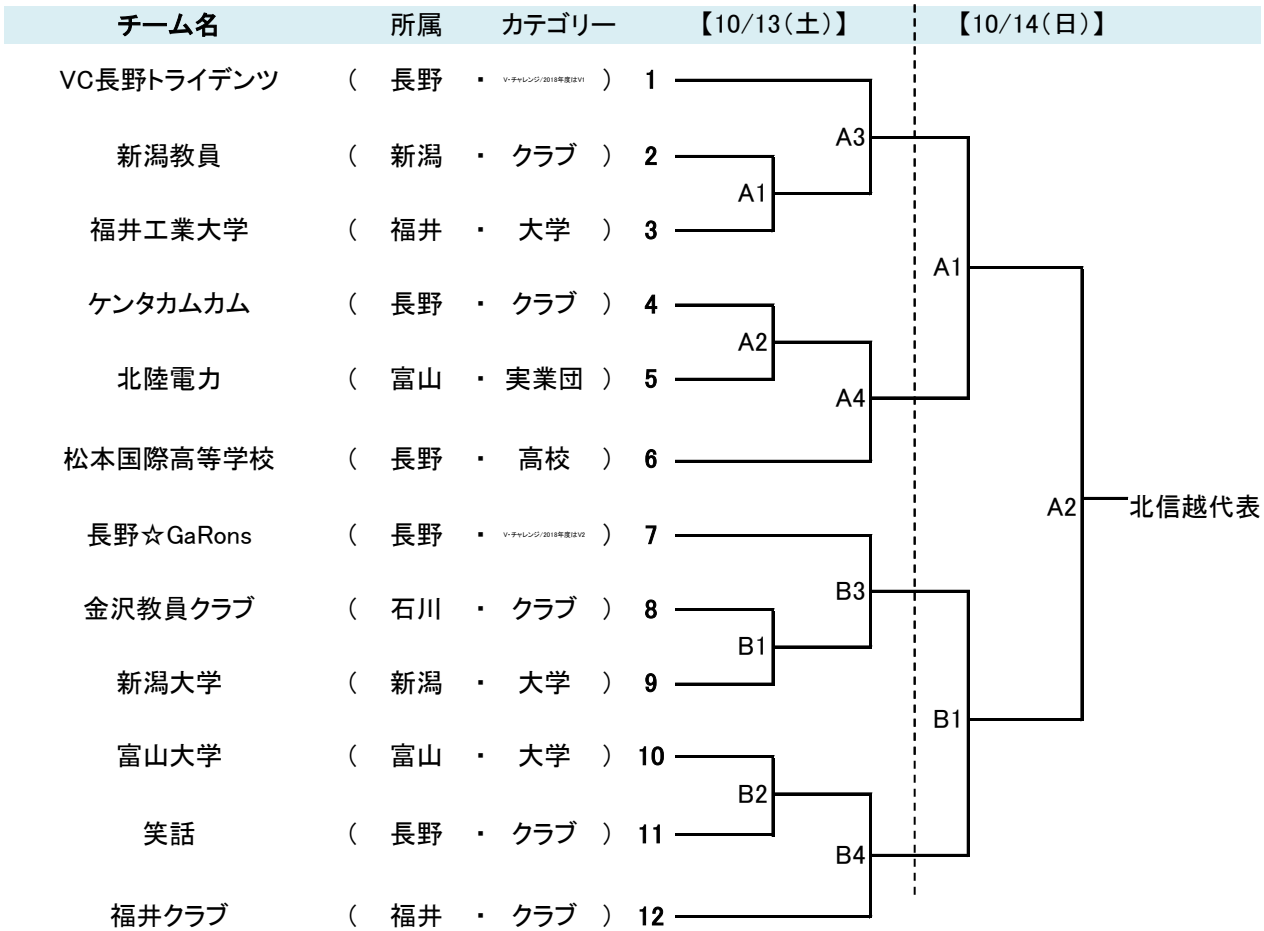 チーム名 所属 カテゴリー 【10/13(土)】 【10/14(日)】
VC長野トライデンツ ( 長野 ・ V・チャレンジ/2018年度はV1 ) 1
A3
新潟教員 ( 新潟 ・ クラブ ) 2
A1
福井工業大学 ( 福井 ・ 大学 ) 3
A1
ケンタカムカム ( 長野 ・ クラブ ) 4
A2
北陸電力 ( 富山 ・ 実業団 ) 5
A4
松本国際高等学校 ( 長野 ・ 高校 ) 6
A2 北信越代表
長野☆GaRons ( 長野 ・ V・チャレンジ/2018年度はV2 ) 7
B3
金沢教員クラブ ( 石川 ・ クラブ ) 8
B1
新潟大学 ( 新潟 ・ 大学 ) 9
B1
富山大学 ( 富山 ・ 大学 ) 10
B2
笑話 ( 長野 ・ クラブ ) 11
B4
福井クラブ ( 福井 ・ クラブ ) 12